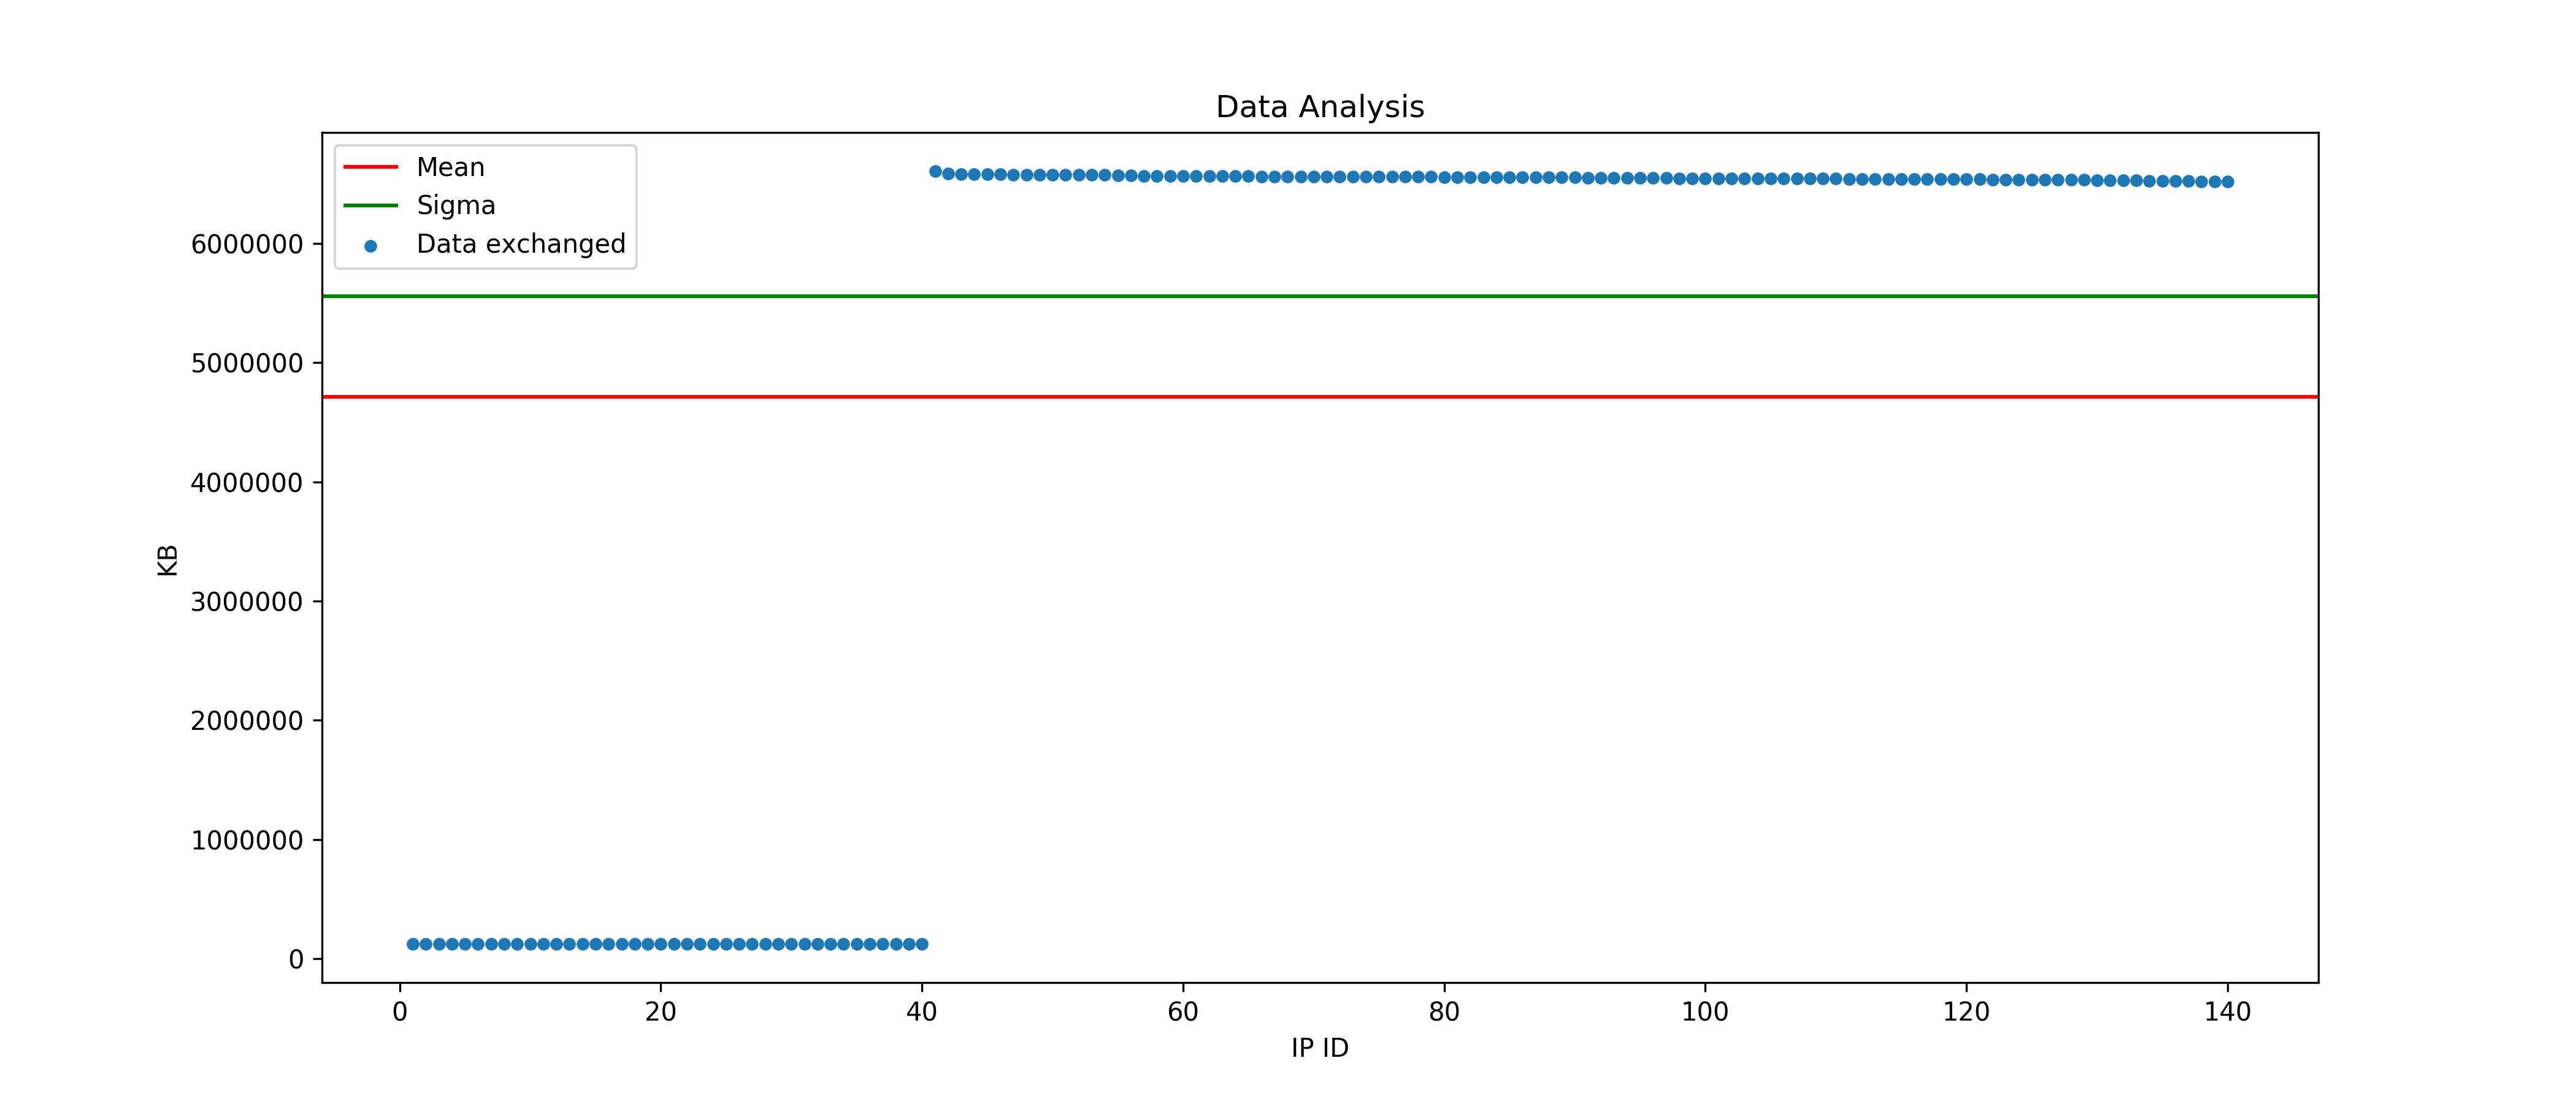 Data Analysis
Mean
Sigma
Data exchanged
6000000
5000000
4000000
3000000
2000000
1000000
0
KB
0 20 40 60 80 100 120 140
IP ID